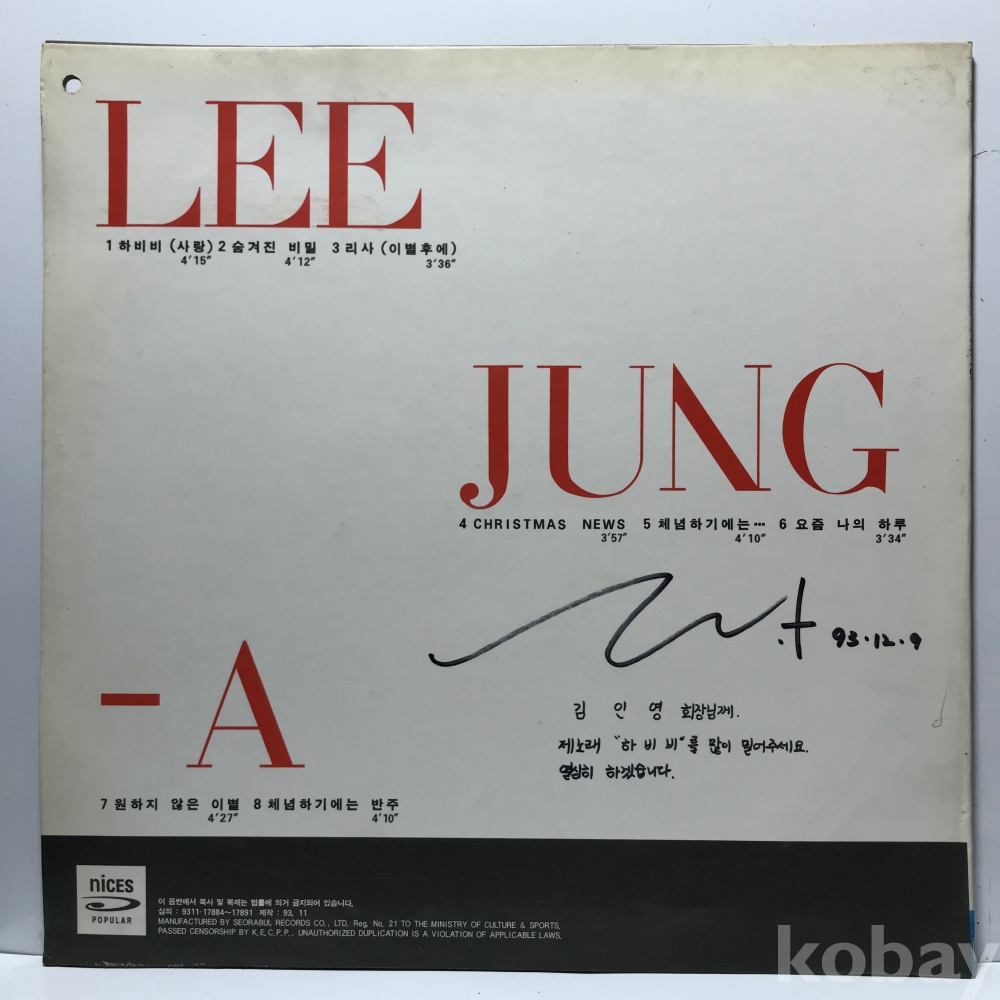 LEE
1 하비비 (사랑) 2 숨겨진 비밀 3 리사 (이별후에)
4'15" 4'12" 3'36"
JUNG
4 CHRISTMAS NEWS 5 체념하기에는··· 6 요즘 나의 하루
3'57" 4'10" 3'34"
93·12·9
김 인 영 회장님께.
제노래 "하 비 비"를 많이 밀어주세요.
열심히 하겠습니다.
-A
7 원하지 않은 이별 8 체념하기에는 반주
4'27" 4'10"
nices
POPULAR
이 음반에서 복사 및 복제는 법률에 의거 금지되어 있습니다.
심의 : 9311-17884~17891 제작 : 93. 11
MANUFACTURED BY SEORABUL RECORDS CO., LTD, Reg. No. 21 TO THE MINISTRY OF CULTURE & SPORTS.
PASSED CENSORSHIP BY K.E.C.P.P.. UNAUTHORIZED DUPLICATION IS A VIOLATION OF APPLICABLE LAWS.
kobay